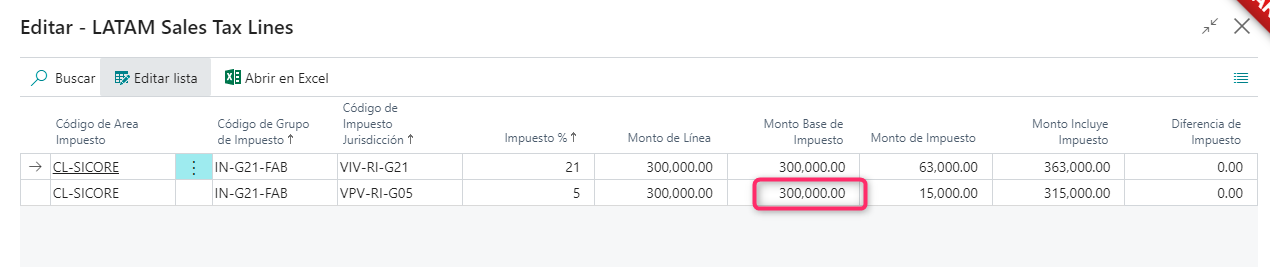 Editar - LATAM Sales Tax Lines
Buscar Editar lista Abrir en Excel
Código de Area
Impuesto
Código de Grupo
de Impuesto ↑
Código de
Impuesto
Jurisdicción ↑
Impuesto % ↑
Monto de Línea
Monto Base de
Impuesto
Monto de Impuesto
Monto Incluye
Impuesto
Diferencia de
Impuesto
→ CL-SICORE IN-G21-FAB VIV-RI-G21 21 300,000.00 300,000.00 63,000.00 363,000.00 0.00
CL-SICORE IN-G21-FAB VPV-RI-G05 5 300,000.00 300,000.00 15,000.00 315,000.00 0.00